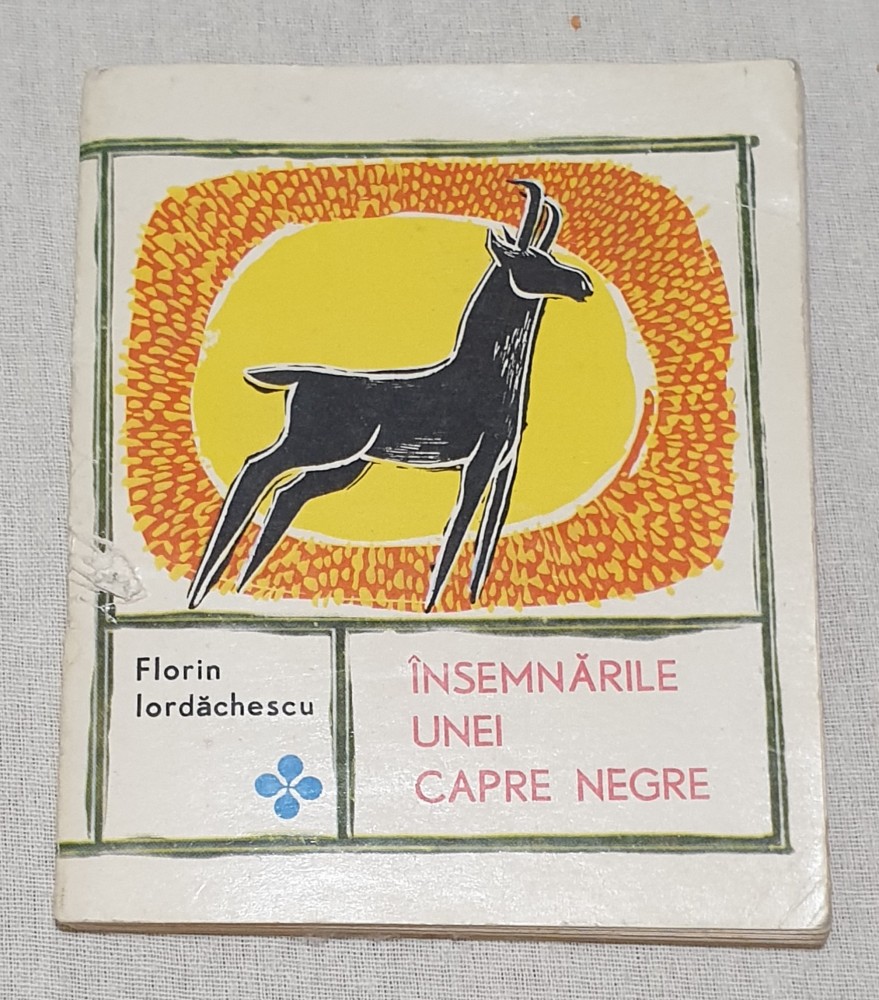 Florin
Iordăchescu
ÎNSEMNĂRILE
UNEI
CAPRE NEGRE